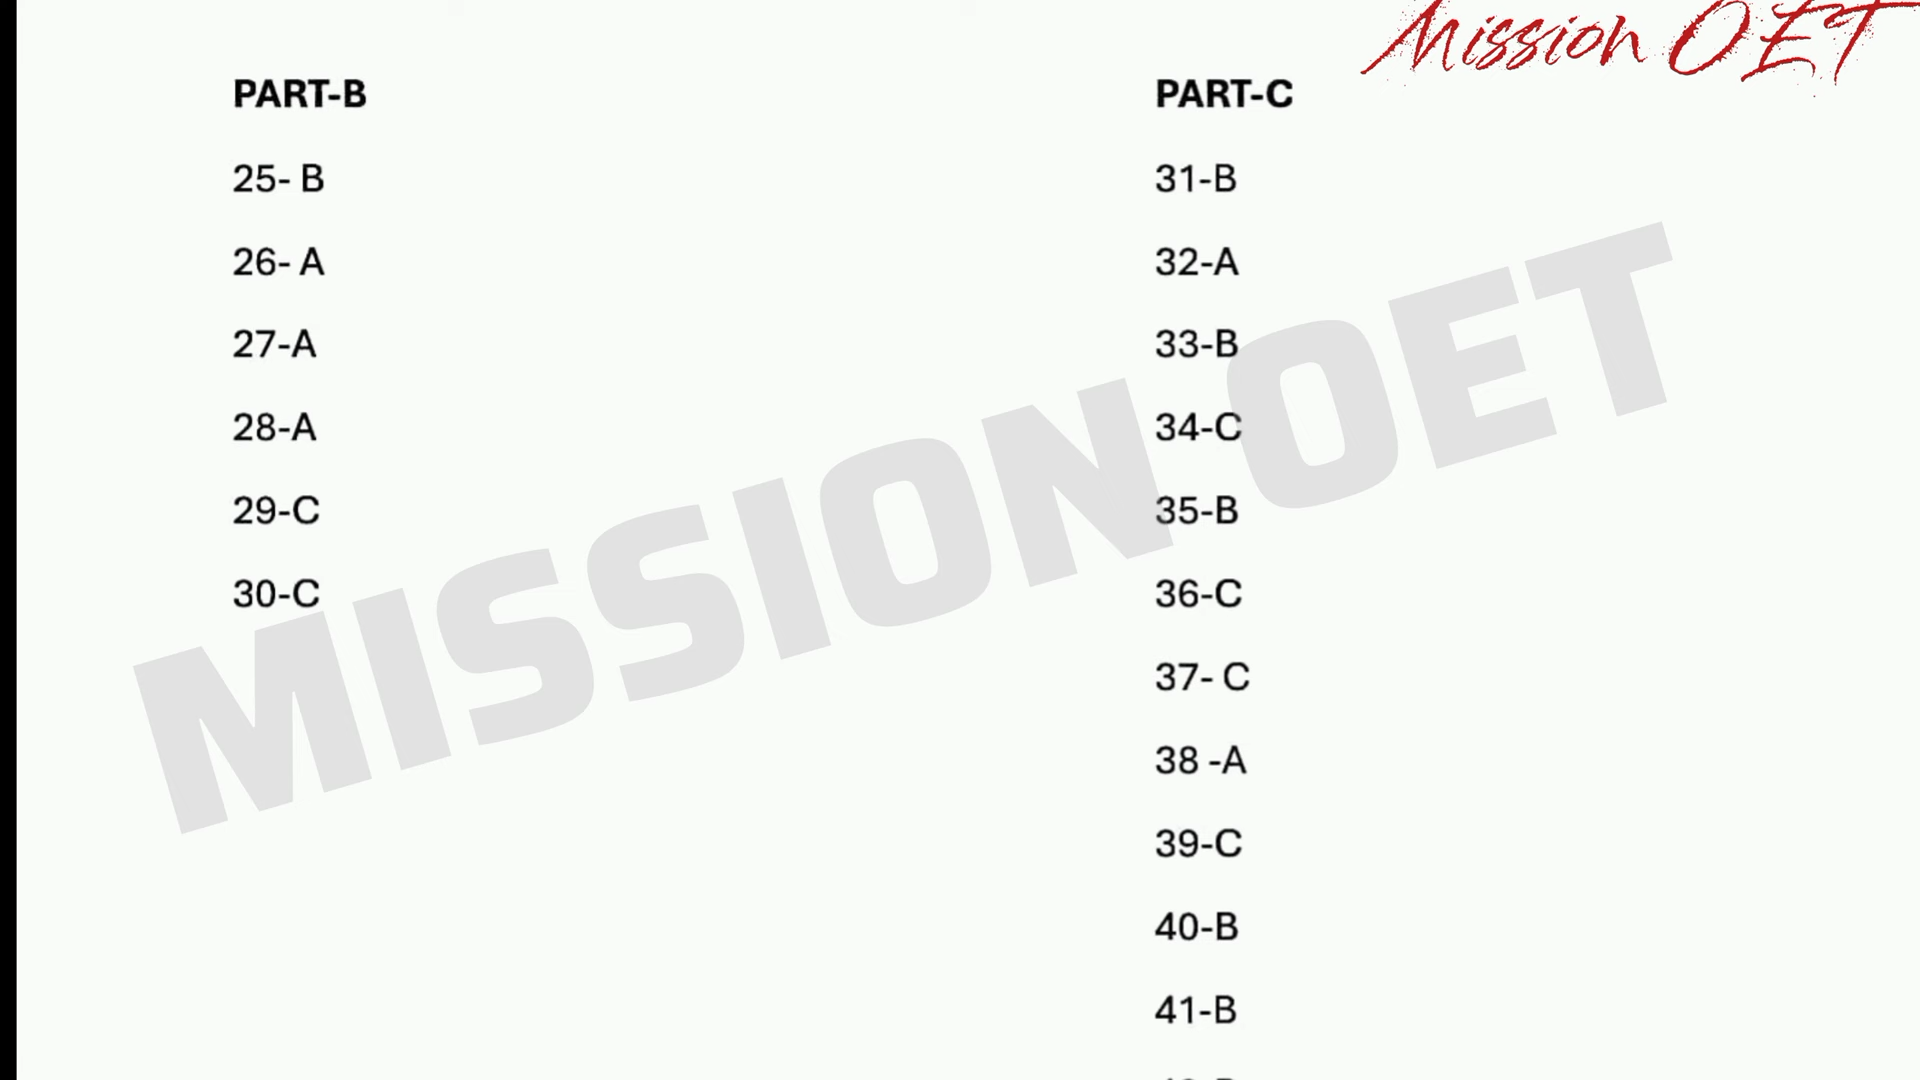 Mission OET
PART-B
25- B
26- A
27-A
28-A
29-C
30-C
PART-C
31-B
32-A
33-B
34-C
35-B
36-C
37- C
38 -A
39-C
40-B
41-B
MISSION OET